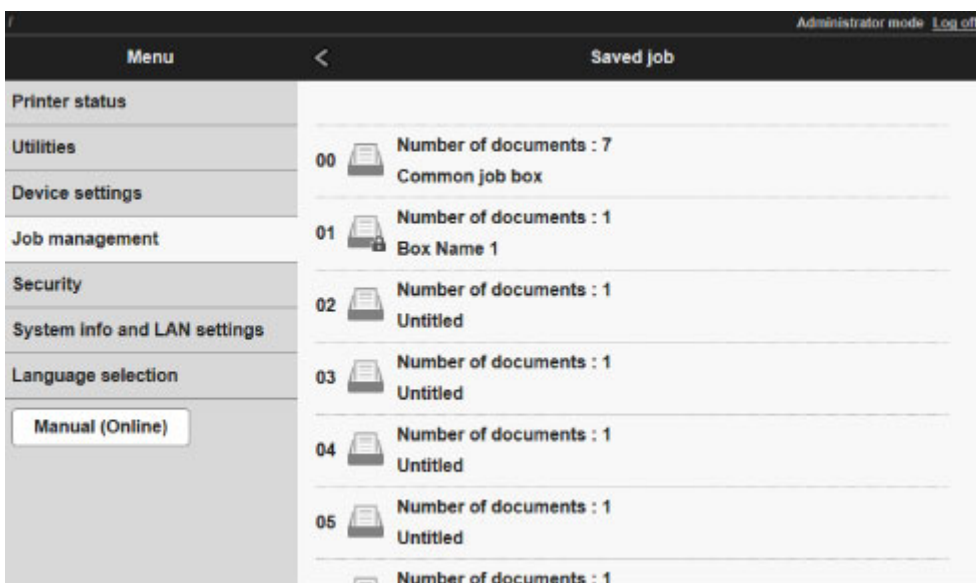 Administrator mode Log off
Menu
< Saved job
Printer status
Utilities
Device settings
Job management
Security
System info and LAN settings
Language selection
Manual (Online)
00 Number of documents : 7
Common job box
01 Number of documents : 1
Box Name 1
02 Number of documents : 1
Untitled
03 Number of documents : 1
Untitled
04 Number of documents : 1
Untitled
05 Number of documents : 1
Untitled
Number of documents : 1